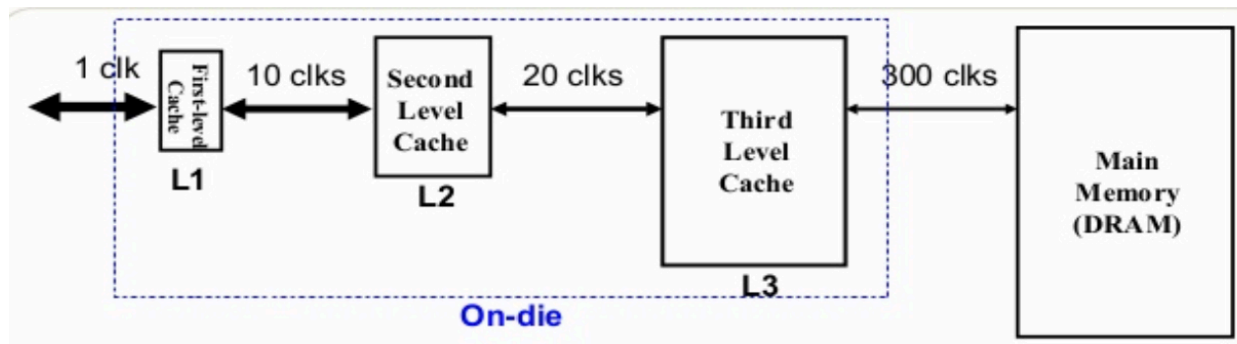 1 clk
First-level
Cache
L1
10 clks
Second
Level
Cache
L2
20 clks
Third
Level
Cache
L3
300 clks
Main
Memory
(DRAM)
On-die